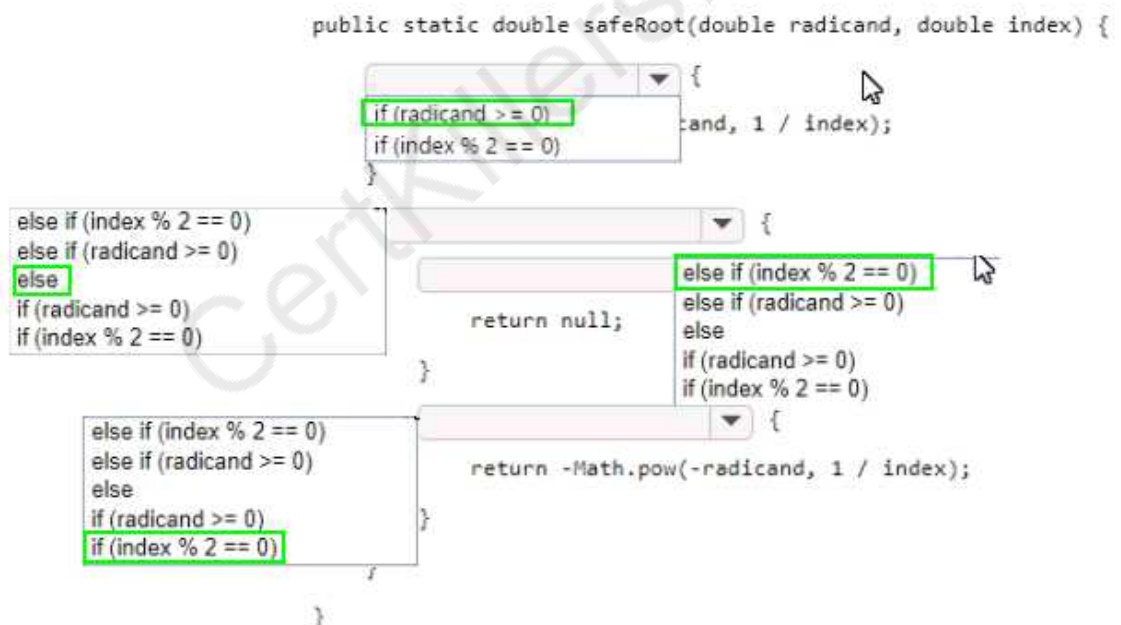 public static double safeRoot(double radicand, double index) {
{
if (radicand >= 0)
if (index % 2 == 0)
cand, 1 / index);
}
{
else if (index % 2 == 0)
else if (radicand >= 0)
else
if (radicand >= 0)
if (index % 2 == 0)
else if (index % 2 == 0)
else if (radicand >= 0)
else
if (radicand >= 0)
if (index % 2 == 0)
return null;
}
{
else if (index % 2 == 0)
else if (radicand >= 0)
else
if (radicand >= 0)
if (index % 2 == 0)
return -Math.pow(-radicand, 1 / index);
}
}
}
CertKillers